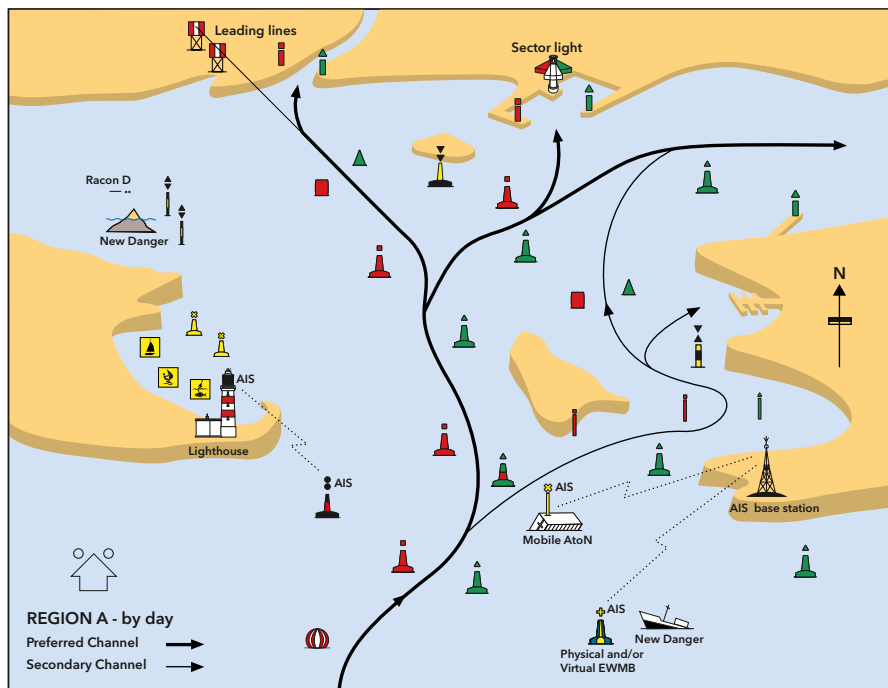 Leading lines
Sector light
Racon D
New Danger
N
AIS
Lighthouse
AIS
AIS
Mobile AtoN
AIS base station
AIS
New Danger
Physical and/or
Virtual EWMB
REGION A - by day
Preferred Channel
Secondary Channel